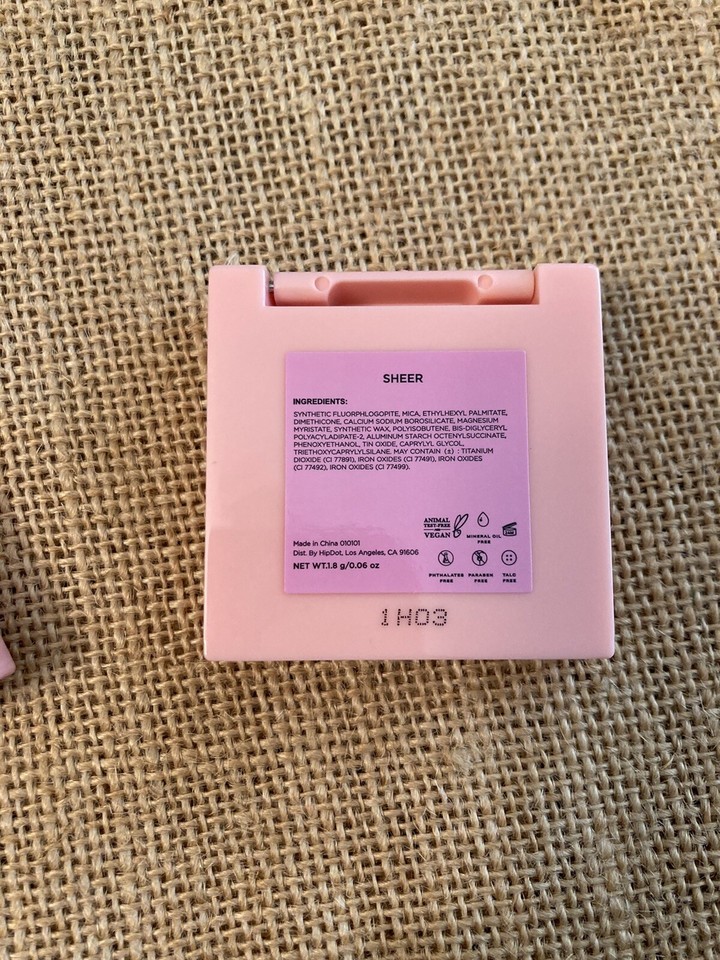 SHEER
INGREDIENTS:
SYNTHETIC FLUORPHLOGOPITE, MICA, ETHYLHEXYL PALMITATE,
DIMETHICONE, CALCIUM SODIUM BOROSILICATE, MAGNESIUM
MYRISTATE, SYNTHETIC WAX, POLYISOBUTENE, BIS-DIGLYCERYL
POLYACYLADIPATE-2, ALUMINUM STARCH OCTENYLSUCCINATE,
PHENOXYETHANOL, TIN OXIDE, CAPRYLYL GLYCOL,
TRIETHOXYCAPRYLYLSILANE. MAY CONTAIN (±) : TITANIUM
DIOXIDE (CI 77891), IRON OXIDES (CI 77491), IRON OXIDES
(CI 77492), IRON OXIDES (CI 77499).
ANIMAL
TEST-FREE
AND
VEGAN
MINERAL OIL
FREE
Made in China 010101
Dist. By HipDot, Los Angeles, CA 91606
NET WT.1.8 g/0.06 oz
PHTHALATES
FREE
PARABEN
FREE
TALC
FREE
1H03